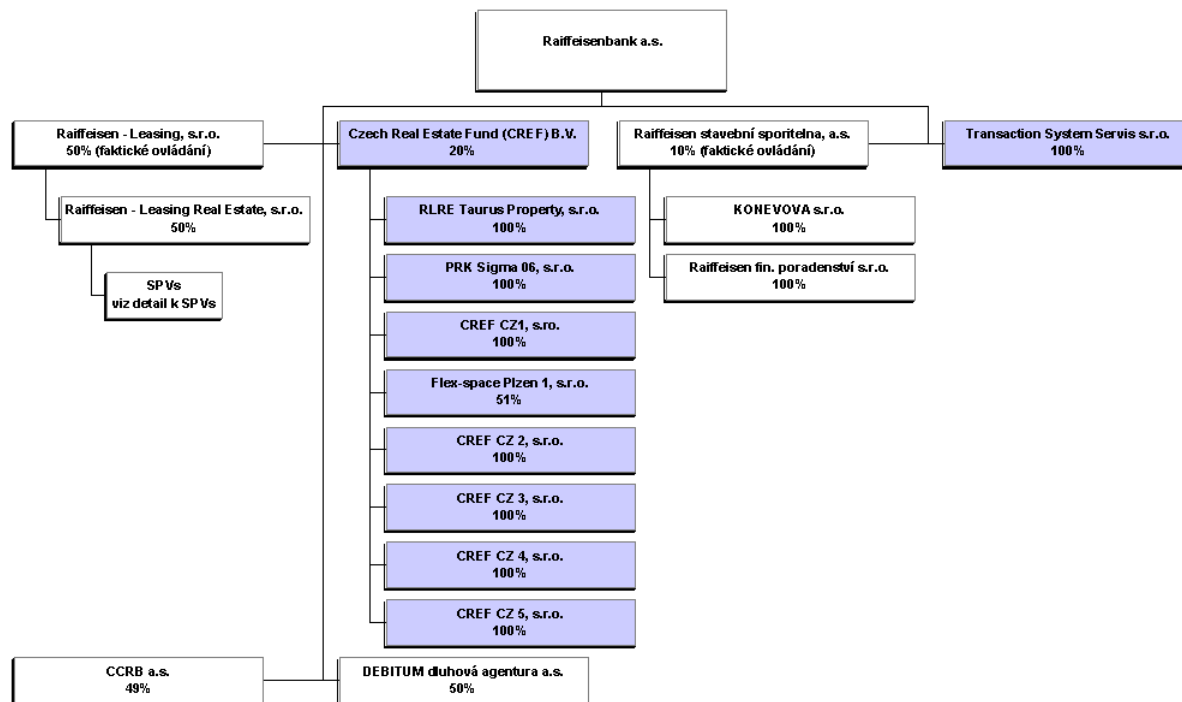 Raiffeisenbank a.s.
Raiffeisen - Leasing, s.r.o.
50% (faktické ovládání)
Czech Real Estate Fund (CREF) B.V.
20%
Raiffeisen stavební sporitelna, a.s.
10% (faktické ovládání)
Transaction System Servis s.r.o.
100%
Raiffeisen - Leasing Real Estate, s.r.o.
50%
SPVs
viz detail k SPVs
RLRE Taurus Property, s.r.o.
100%
PRK Sigma 06, s.r.o.
100%
CREF CZ1, s.ro.
100%
Flex-space Plzen 1, s.r.o.
51%
CREF CZ 2, s.r.o.
100%
CREF CZ 3, s.r.o.
100%
CREF CZ 4, s.r.o.
100%
CREF CZ 5, s.r.o.
100%
KONEVOVA s.r.o.
100%
Raiffeisen fin. poradenství s.r.o.
100%
CCRB a.s.
49%
DEBITUM dluhová agentura a.s.
50%